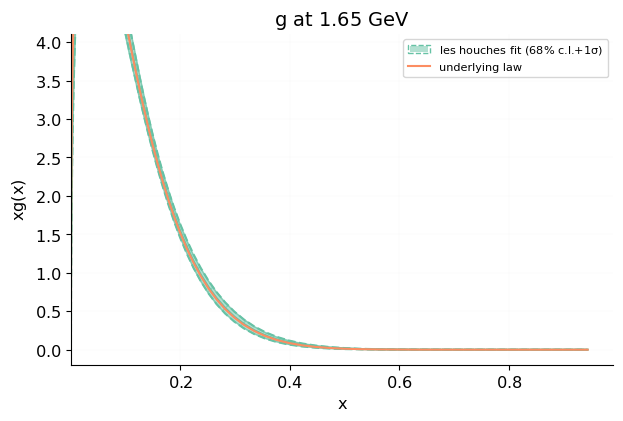 g at 1.65 GeV
les houches fit (68% c.l.+1σ)
underlying law
xg(x)
4.0
3.5
3.0
2.5
2.0
1.5
1.0
0.5
0.0
0.2 0.4 0.6 0.8
x